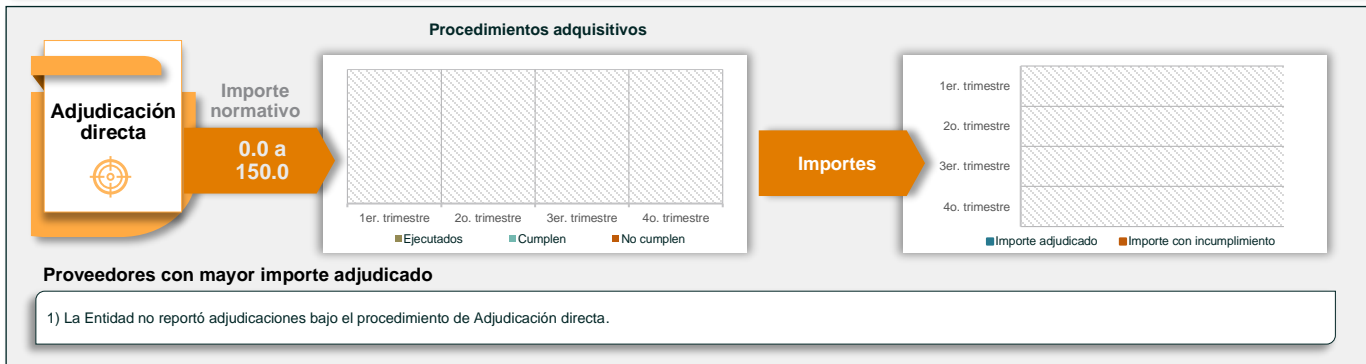 Adjudicación
directa
Importe
normativo
0.0 a
150.0
Procedimientos adquisitivos
1er. trimestre 2o. trimestre 3er. trimestre 4o. trimestre
Ejecutados Cumplen No cumplen
Importes
1er. trimestre
2o. trimestre
3er. trimestre
4o. trimestre
Importe adjudicado Importe con incumplimiento
Proveedores con mayor importe adjudicado
1) La Entidad no reportó adjudicaciones bajo el procedimiento de Adjudicación directa.